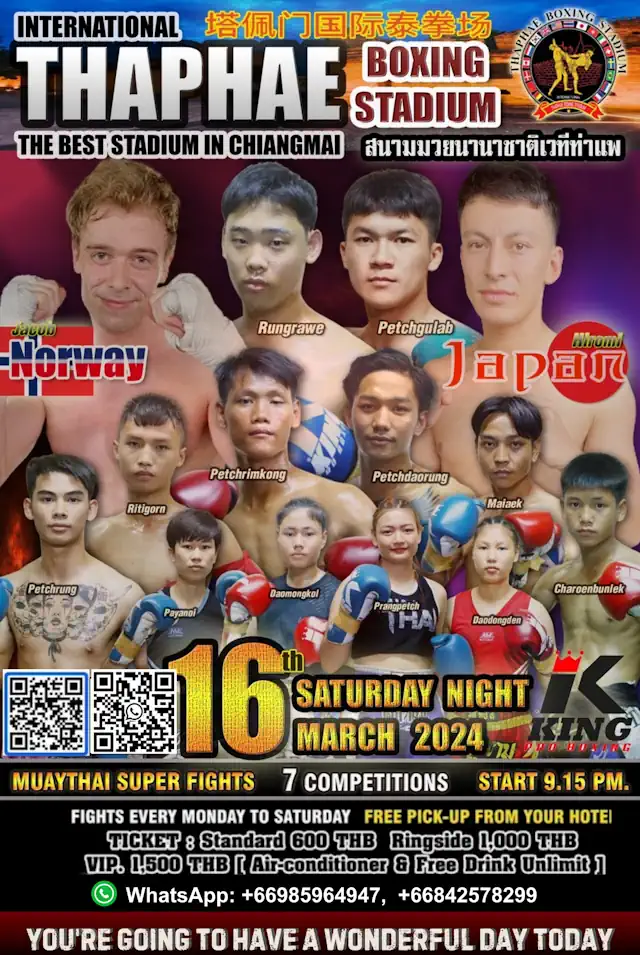 INTERNATIONAL
塔佩门国际泰拳场
THAPHAE
BOXING
STADIUM
THAPHAE BOXING STADIUM
THE BEST STADIUM IN CHIANGMAI
สนามมวยนานาชาติเวทีท่าแพ
Rungrawe
Petchgulab
Jacob
Norway
Hiromi
Japan
Petchrimkong
Petchdaorung
Ritigorn
Maiaek
Petchrung
Payanoi
Daomongkol
Prangpetch
Daodongden
Charoenbunlek
THAI
16th
SATURDAY NIGHT
MARCH 2024
K
KING
PRO BOXING
MUAYTHAI SUPER FIGHTS 7 COMPETITIONS START 9.15 PM.
FIGHTS EVERY MONDAY TO SATURDAY FREE PICK-UP FROM YOUR HOTEl
TICKET : Standard 600 THB Ringside 1,000 THB
VIP. 1,500 THB [ Air-conditioner & Free Drink Unlimit ]
WhatsApp: +66985964947, +66842578299
YOU'RE GOING TO HAVE A WONDERFUL DAY TODAY